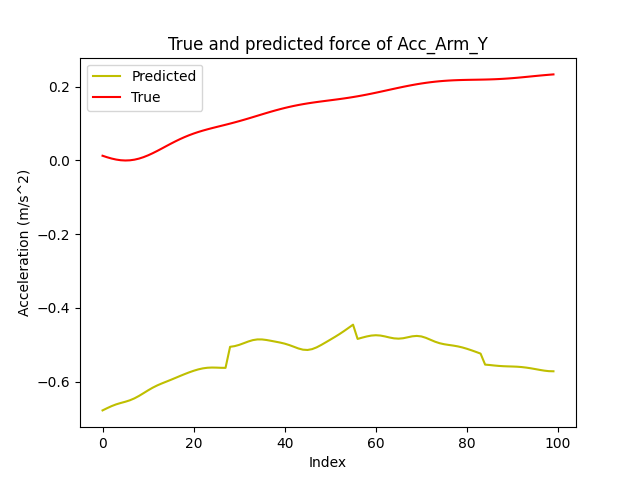 True and predicted force of Acc_Arm_Y
Predicted
True
Acceleration (m/s^2)
0.2
0.0
−0.2
−0.4
−0.6
0 20 40 60 80 100
Index